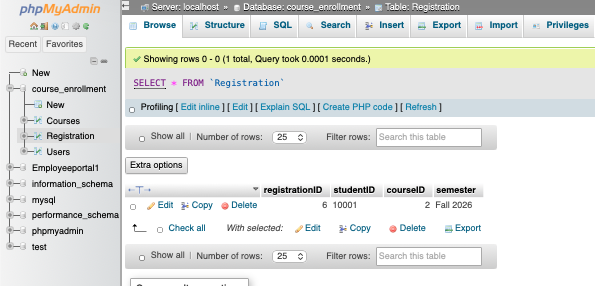 phpMyAdmin
Recent Favorites
New
course_enrollment
New
Courses
Registration
Users
Employeeportal1
information_schema
mysql
performance_schema
phpmyadmin
test
Server: localhost » Database: course_enrollment » Table: Registration
Browse Structure SQL Search Insert Export Import Privileges
Showing rows 0 - 0 (1 total, Query took 0.0001 seconds.)
SELECT * FROM `Registration`
Profiling [ Edit inline ] [ Edit ] [ Explain SQL ] [ Create PHP code ] [ Refresh ]
Show all Number of rows: 25 Filter rows: Search this table
Extra options
←T→ registrationID studentID courseID semester
Edit Copy Delete 6 10001 2 Fall 2026
Check all With selected: Edit Copy Delete Export
Show all Number of rows: 25 Filter rows: Search this table